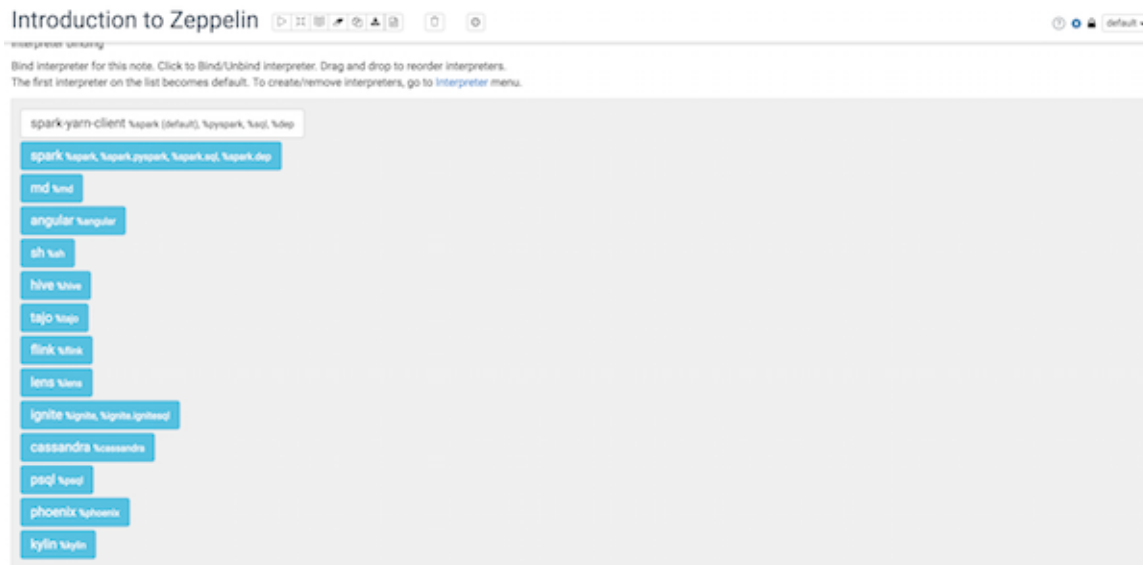 Introduction to Zeppelin
default
Interpreter binding
Bind interpreter for this note. Click to Bind/Unbind interpreter. Drag and drop to reorder interpreters.
The first interpreter on the list becomes default. To create/remove interpreters, go to Interpreter menu.
spark-yarn-client %spark (default), %pyspark, %sql, %dep
spark %spark, %spark.pyspark, %spark.sql, %spark.dep
md %md
angular %angular
sh %sh
hive %hive
tajo %tajo
flink %flink
lens %lens
ignite %ignite, %ignite.ignitesql
cassandra %cassandra
psql %psql
phoenix %phoenix
kylin %kylin